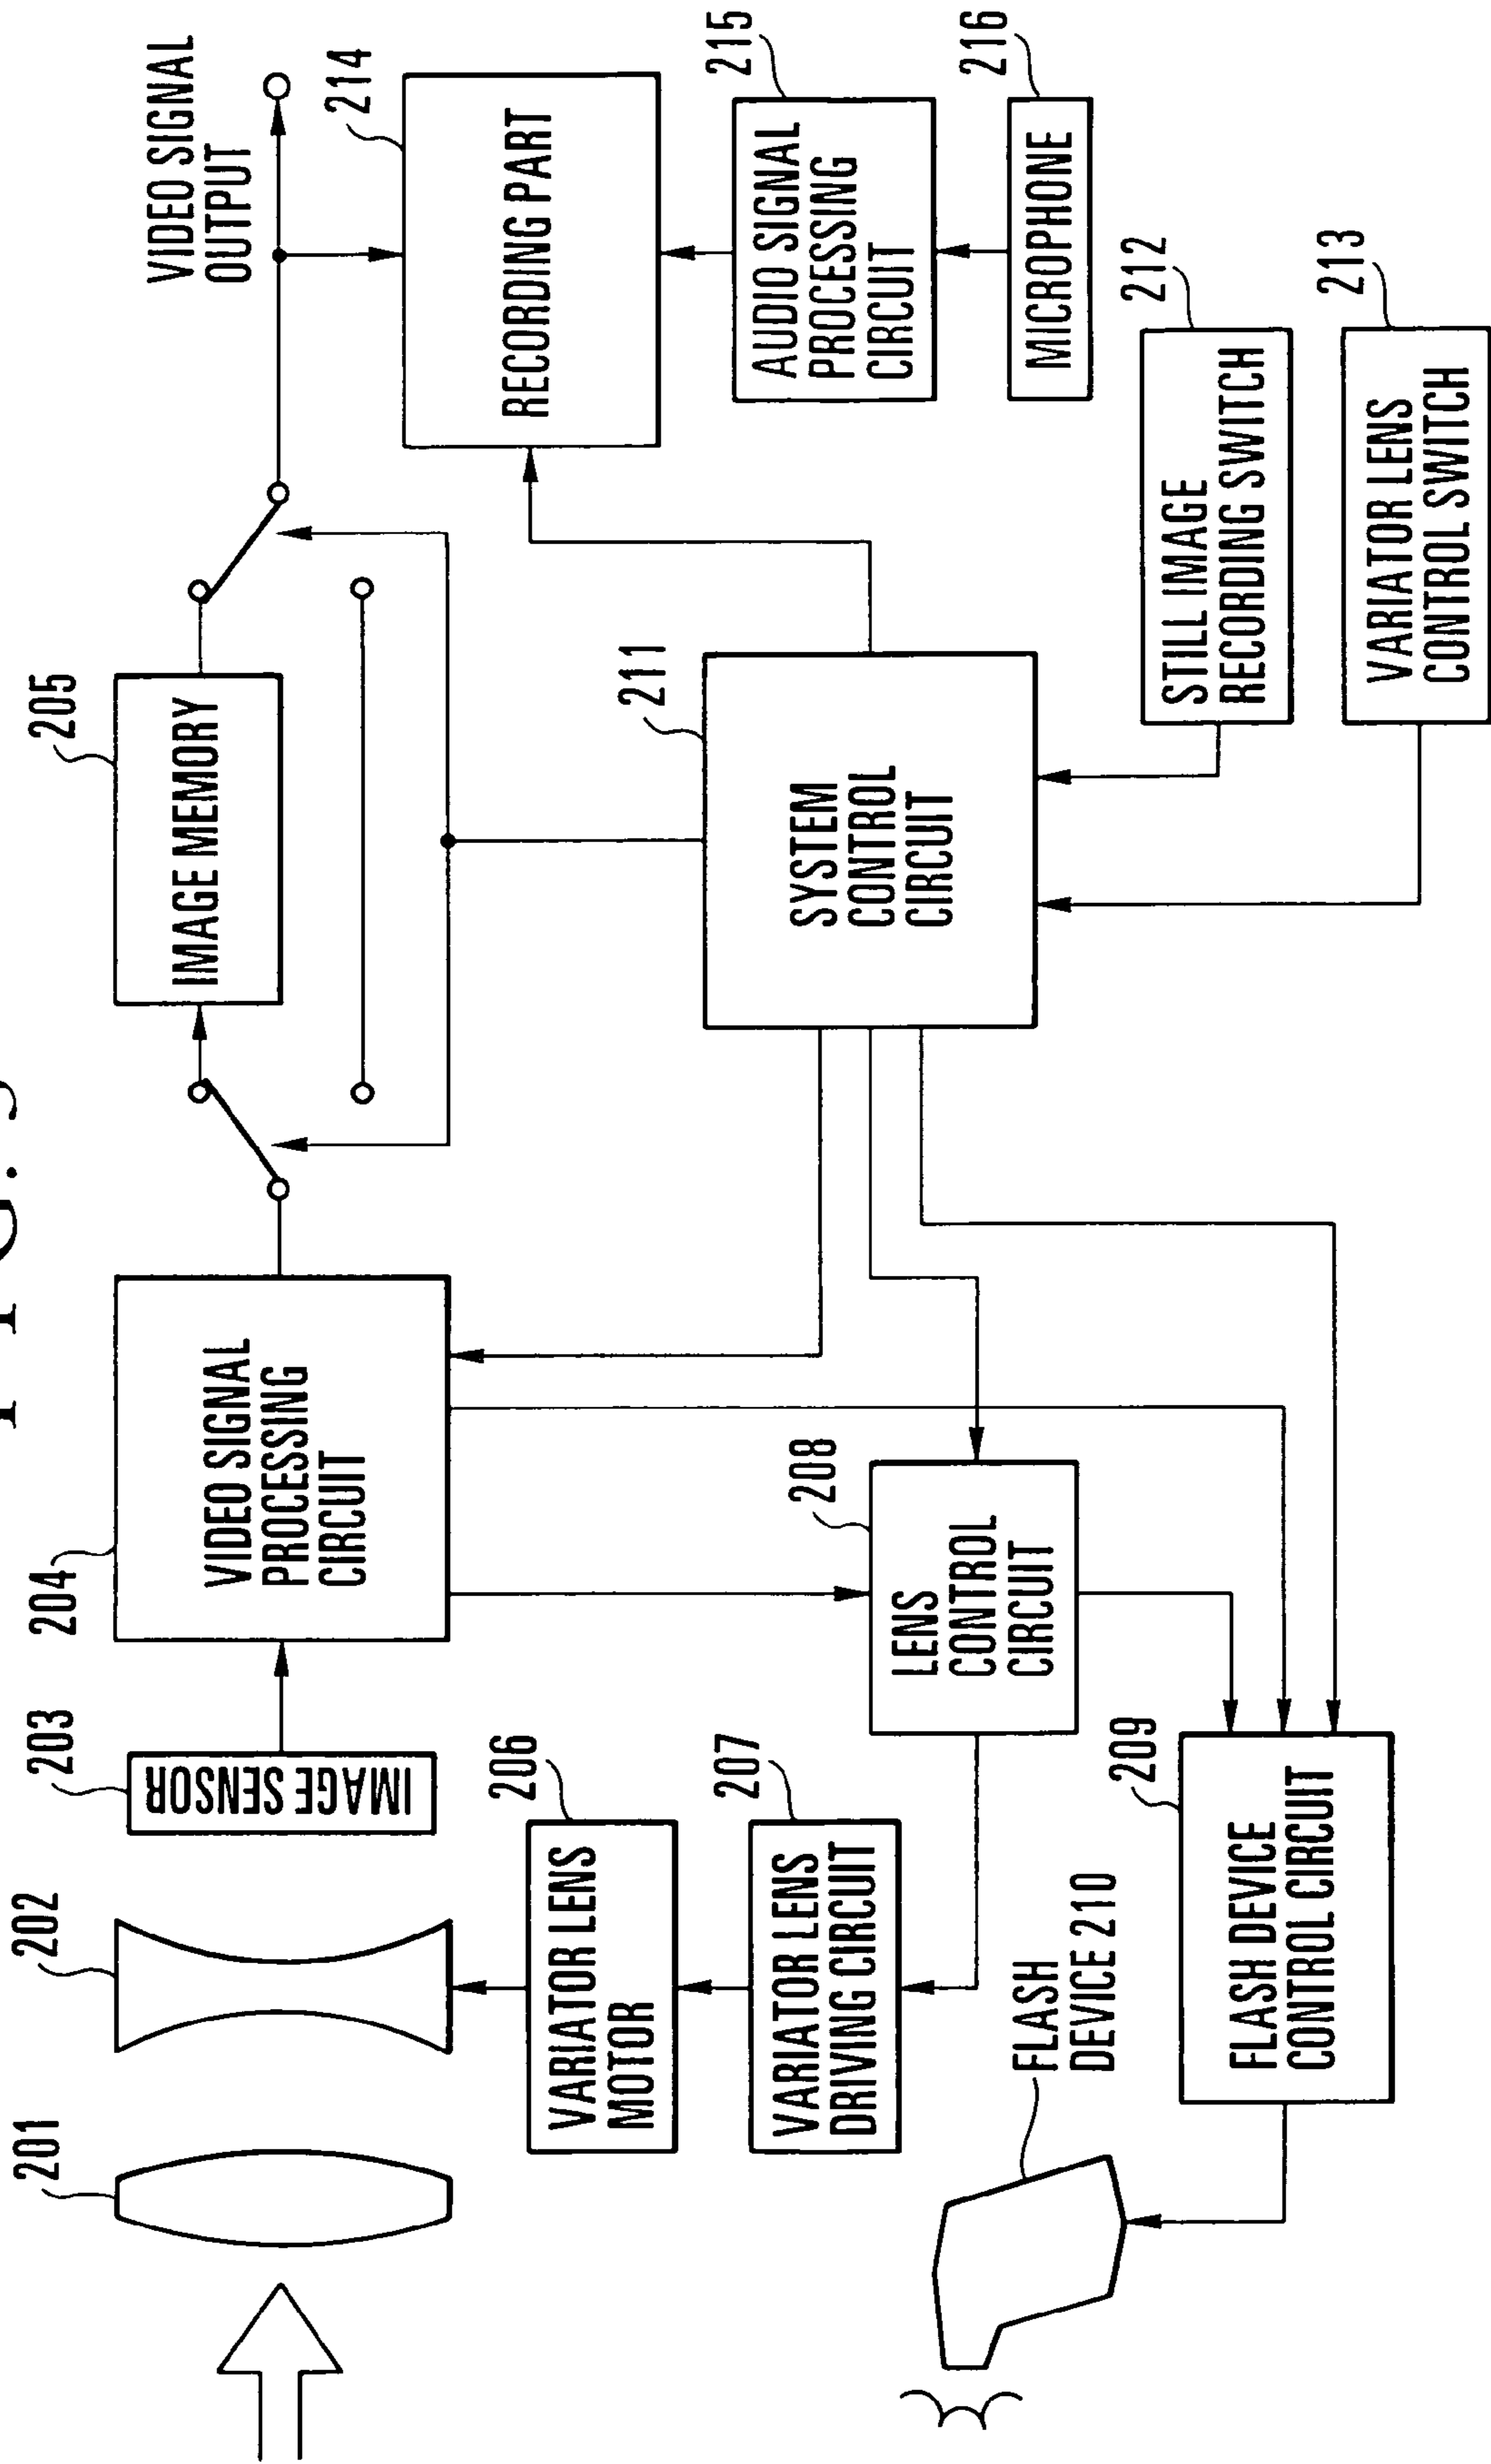 201
202
203
IMAGE SENSOR
204
VIDEO SIGNAL
PROCESSING
CIRCUIT
205
IMAGE MEMORY
VIDEO SIGNAL
OUTPUT
214
RECORDING PART
206
VARIATOR LENS
MOTOR
207
VARIATOR LENS
DRIVING CIRCUIT
208
LENS
CONTROL
CIRCUIT
211
SYSTEM
CONTROL
CIRCUIT
215
AUDIO SIGNAL
PROCESSING
CIRCUIT
216
MICROPHONE
FLASH
DEVICE 210
209
FLASH DEVICE
CONTROL CIRCUIT
212
STILL IMAGE
RECORDING SWITCH
213
VARIATOR LENS
CONTROL SWITCH